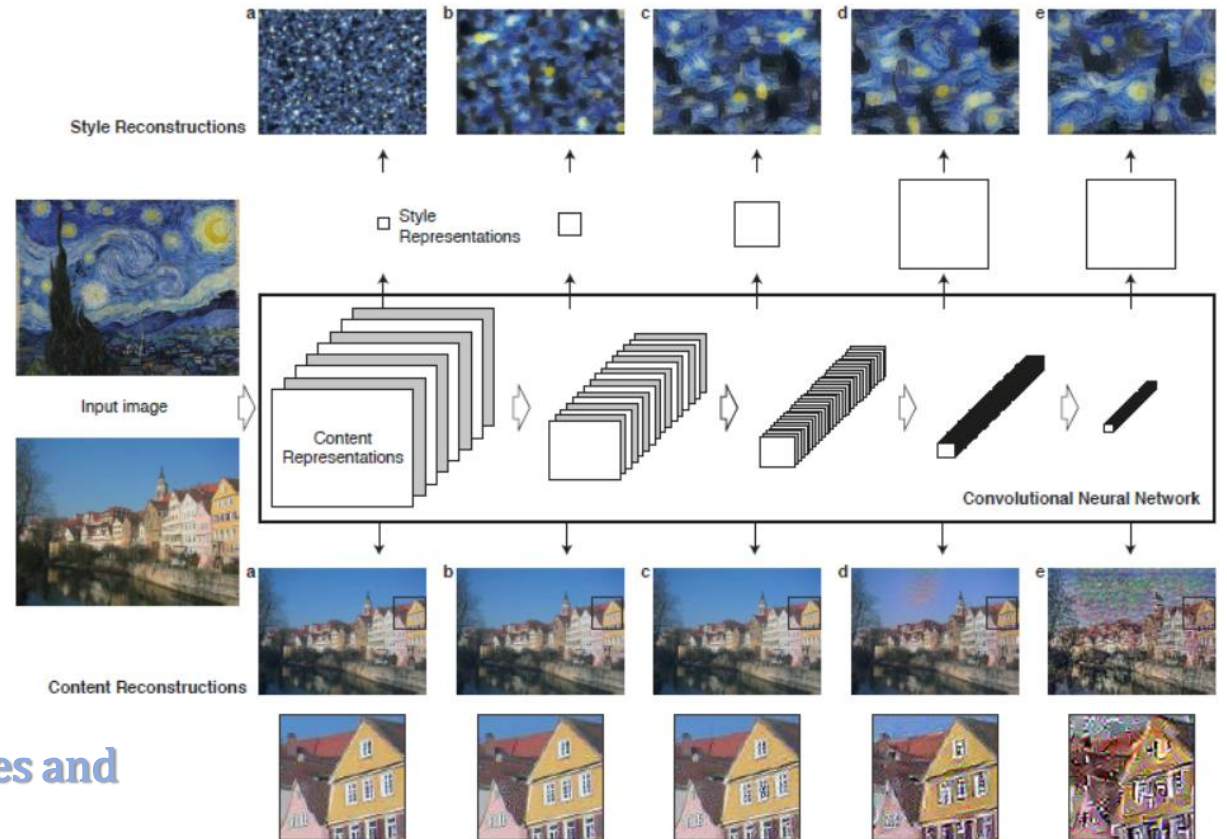 a b c d e
Style Reconstructions
Style
Representations
Input image
Content
Representations
Convolutional Neural Network
a b c d e
Content Reconstructions
es and